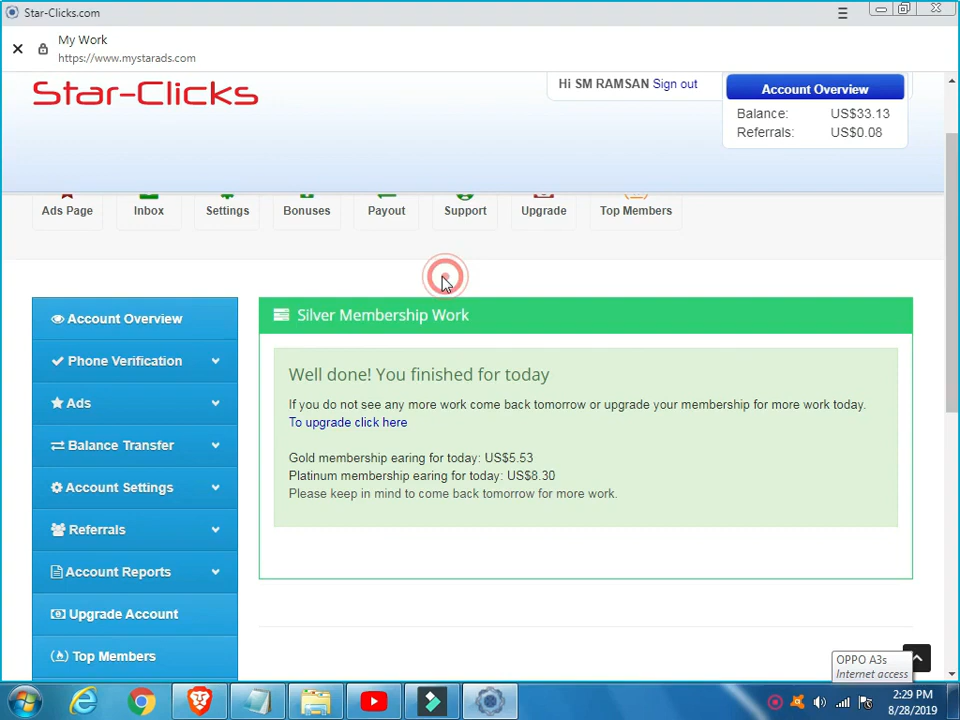 Star-Clicks.com
My Work
https://www.mystarads.com
Star-Clicks
Hi SM RAMSAN Sign out
Account Overview
Balance: US$33.13
Referrals: US$0.08
Ads Page
Inbox
Settings
Bonuses
Payout
Support
Upgrade
Top Members
Account Overview
Phone Verification
Ads
Balance Transfer
Account Settings
Referrals
Account Reports
Upgrade Account
Top Members
Silver Membership Work
Well done! You finished for today
If you do not see any more work come back tomorrow or upgrade your membership for more work today.
To upgrade click here
Gold membership earing for today: US$5.53
Platinum membership earing for today: US$8.30
Please keep in mind to come back tomorrow for more work.
OPPO A3s
Internet access
2:29 PM
8/28/2019